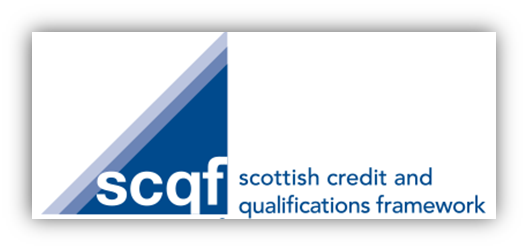 scqf
scottish credit and
qualifications framework